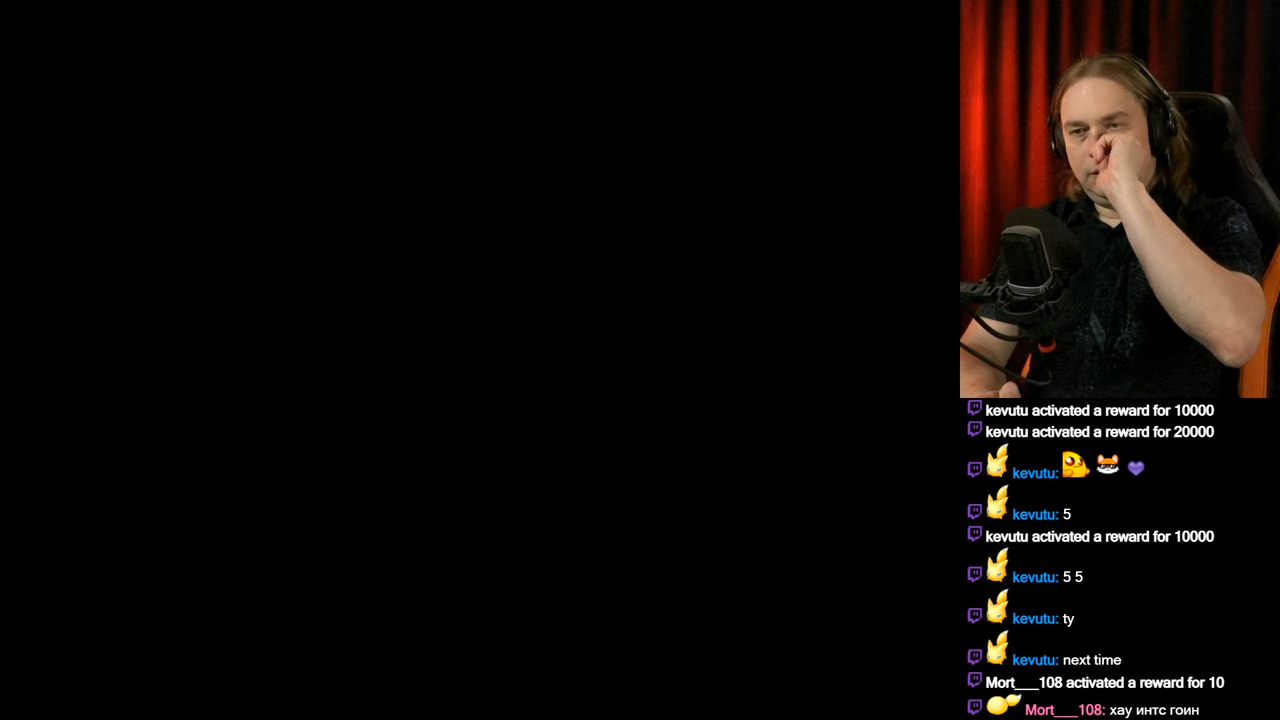 kevutu activated a reward for 10000
kevutu activated a reward for 20000
kevutu:
kevutu: 5
kevutu activated a reward for 10000
kevutu: 5 5
kevutu: ty
kevutu: next time
Mort___108 activated a reward for 10
Mort___108: хау интс гоин